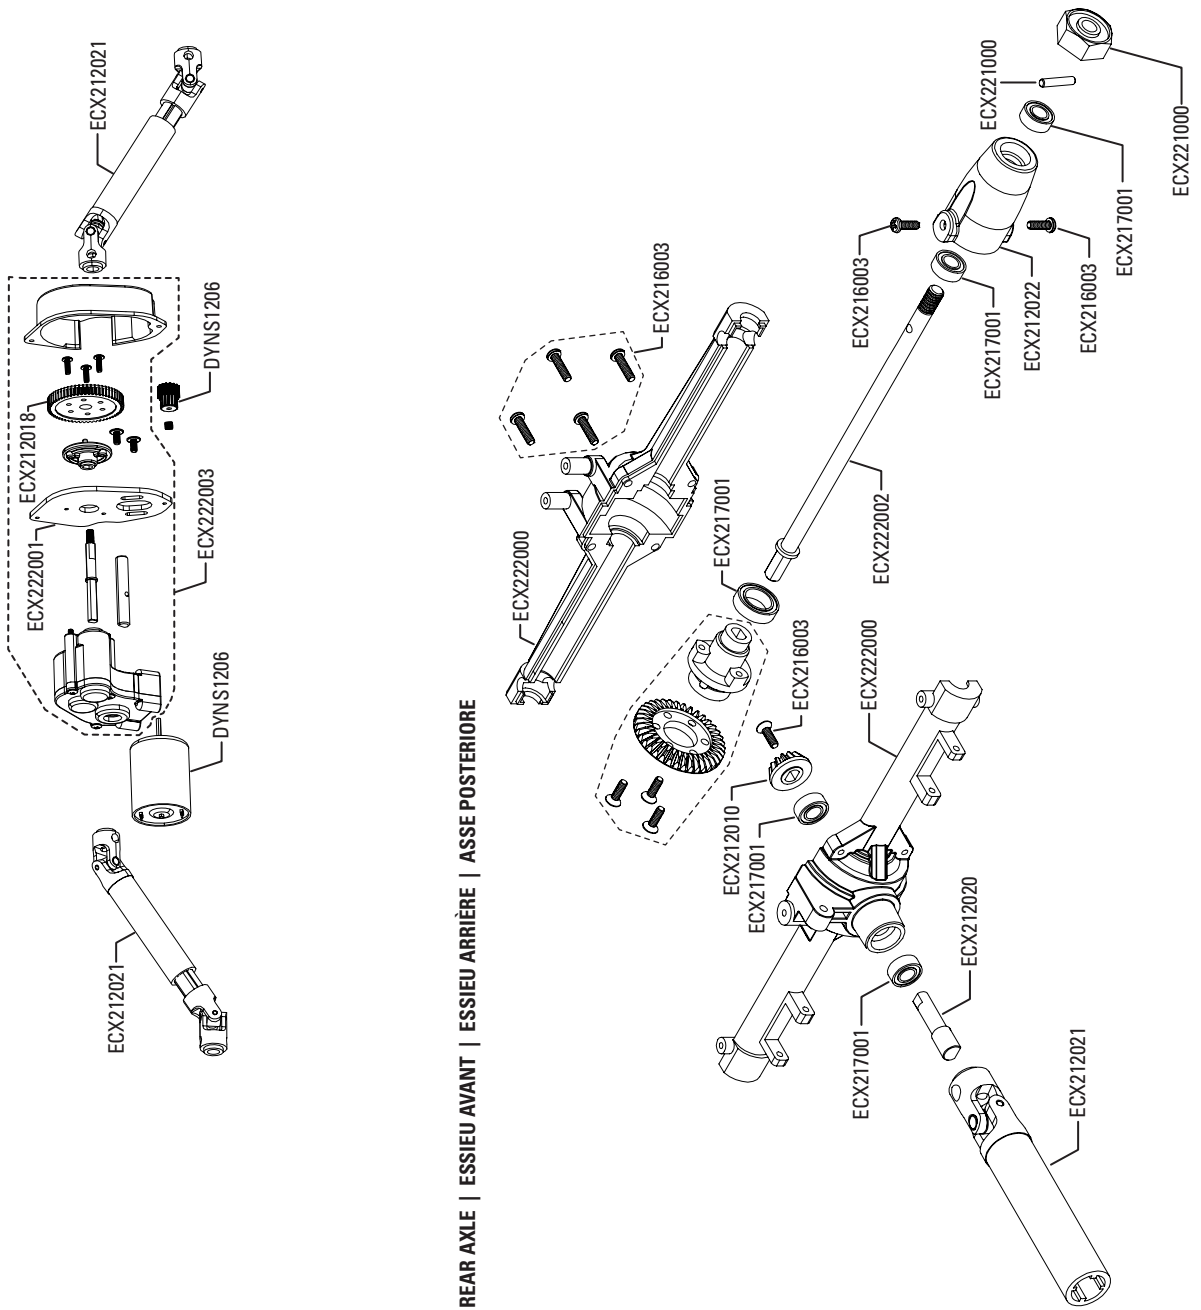 ECX212021
DYNS1206
ECX212018
ECX222001
ECX222003
DYNS1206
ECX212021
REAR AXLE | ESSIEU AVANT | ESSIEU ARRIÈRE | ASSE POSTERIORE
ECX216003
ECX222000
ECX217001
ECX216003
ECX222000
ECX212010
ECX217001
ECX217001
ECX212020
ECX212021
ECX221000
ECX221000
ECX217001
ECX216003
ECX216003
ECX212022
ECX217001
ECX222002